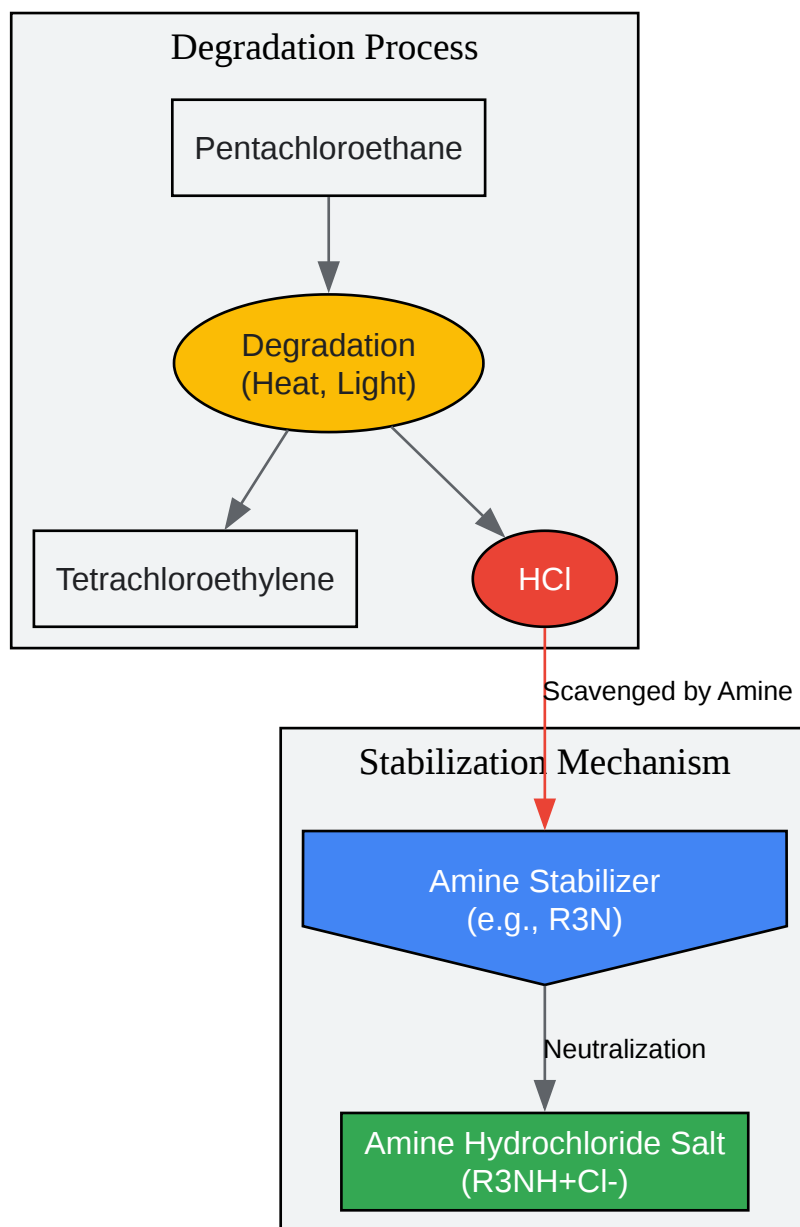 Degradation Process
Pentachloroethane
Degradation
(Heat, Light)
Tetrachloroethylene
HCl
Scavenged by Amine
Stabilization Mechanism
Amine Stabilizer
(e.g., R3N)
Neutralization
Amine Hydrochloride Salt
(R3NH+Cl-)